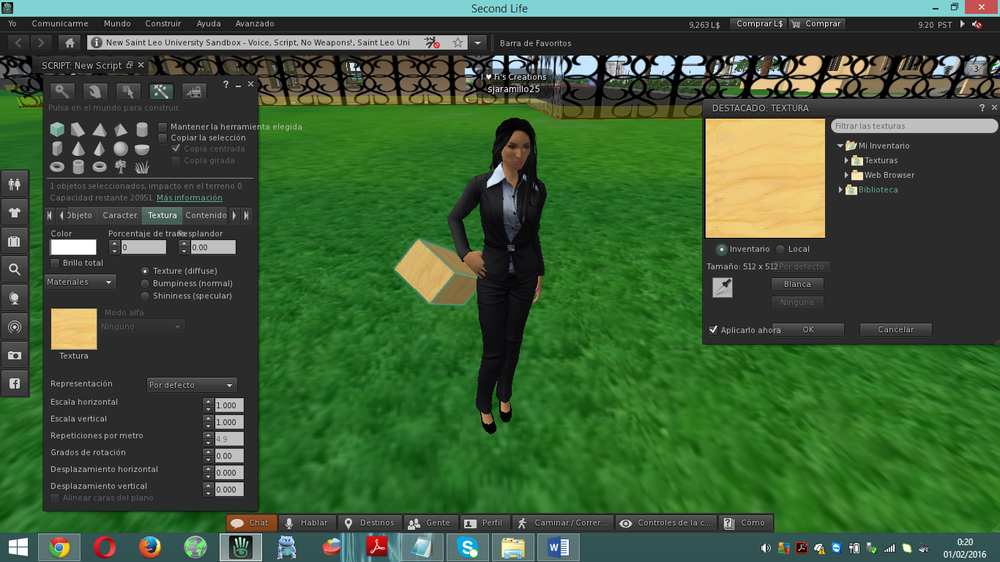 Second Life
Yo Comunicarme Mundo Construir Ayuda Avanzado
9,263 L$ Comprar L$ Comprar 9:20 PST
New Saint Leo University Sandbox - Voice, Script, No Weapons!, Saint Leo Uni
Barra de Favoritos
SCRIPT: New Script
3
I ♥ Fi's Creations
sjaramillo25
Pulsa en el mundo para construir.
Mantener la herramienta elegida
Copiar la selección
Copia centrada
Copia girada
1 objetos seleccionados, impacto en el terreno 0
Capacidad restante 20951. Más información
Objeto Caracter. Textura Contenido
Color Porcentaje de trans Resplandor
0 0.00
Brillo total
Materiales
Texture (diffuse)
Bumpiness (normal)
Shininess (specular)
Modo alfa
Ninguno
Textura
Representación Por defecto
Escala horizontal 1.000
Escala vertical 1.000
Repeticiones por metro 4.9
Grados de rotación 0.00
Desplazamiento horizontal 0.000
Desplazamiento vertical 0.000
Alinear caras del plano
DESTACADO: TEXTURA ?
Filtrar las texturas
Mi Inventario
Texturas
Web Browser
Biblioteca
Inventario Local
Tamaño: 512 x 512 Por defecto
Blanca
Ninguna
Aplicarlo ahora OK Cancelar
Chat Hablar Destinos Gente Perfil Caminar / Correr ... Controles de la c... Cómo
0:20
01/02/2016